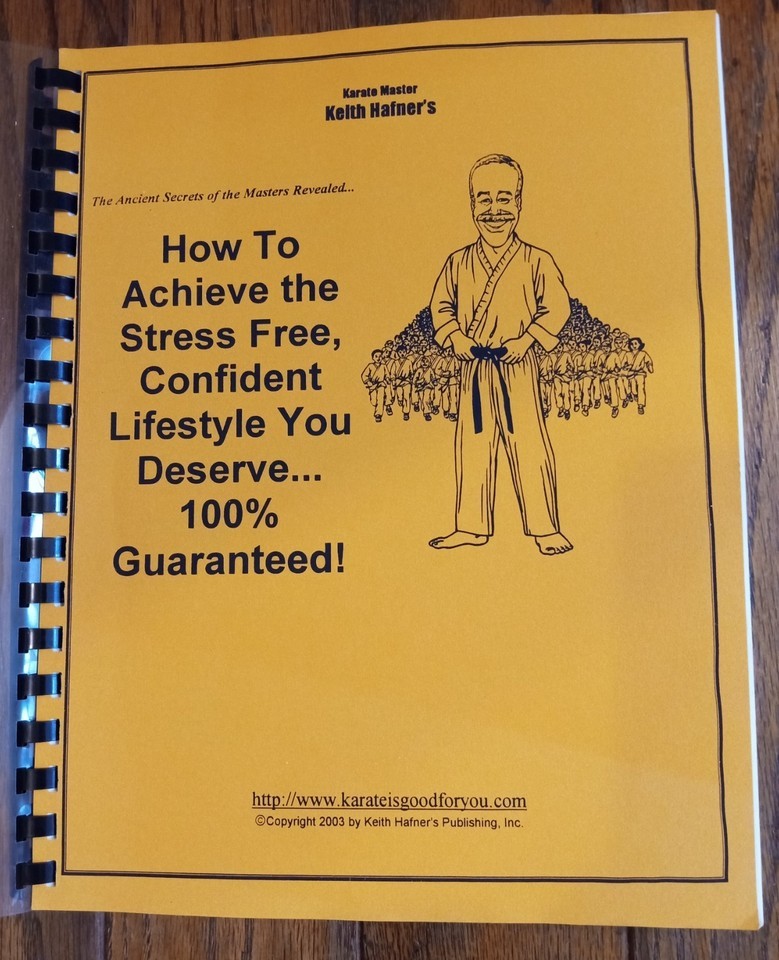 Karate Master
Keith Hafner's
The Ancient Secrets of the Masters Revealed...
How To
Achieve the
Stress Free,
Confident
Lifestyle You
Deserve...
100%
Guaranteed!
http://www.karateisgoodforyou.com
©Copyright 2003 by Keith Hafner's Publishing, Inc.